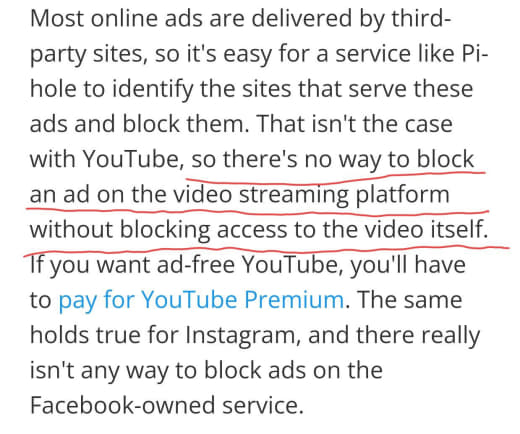 Most online ads are delivered by third-
party sites, so it's easy for a service like Pi-
hole to identify the sites that serve these
ads and block them. That isn't the case
with YouTube, so there's no way to block
an ad on the video streaming platform
without blocking access to the video itself.
If you want ad-free YouTube, you'll have
to pay for YouTube Premium. The same
holds true for Instagram, and there really
isn't any way to block ads on the
Facebook-owned service.